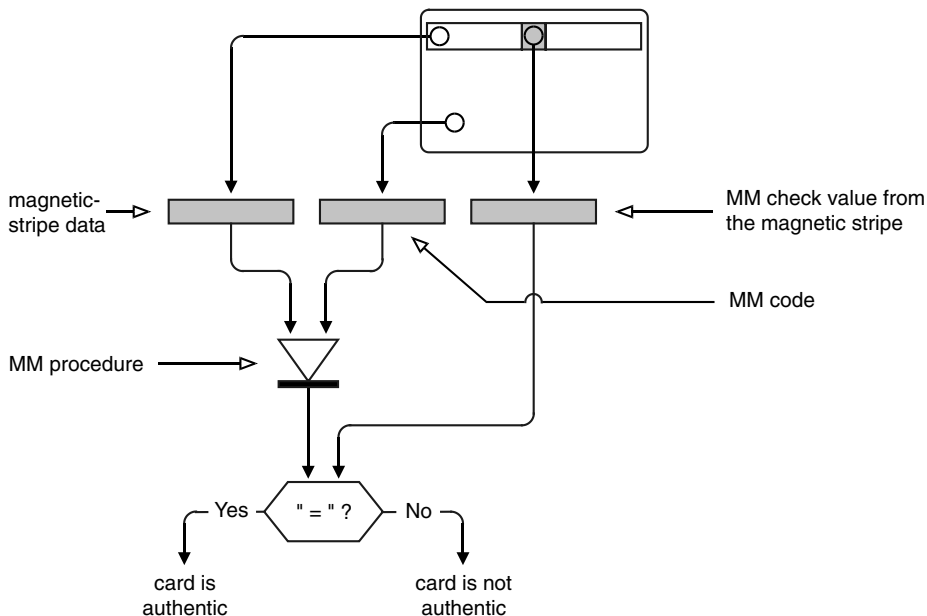 magnetic-
stripe data
MM check value from
the magnetic stripe
MM code
MM procedure
Yes
" = " ?
No
card is
authentic
card is not
authentic